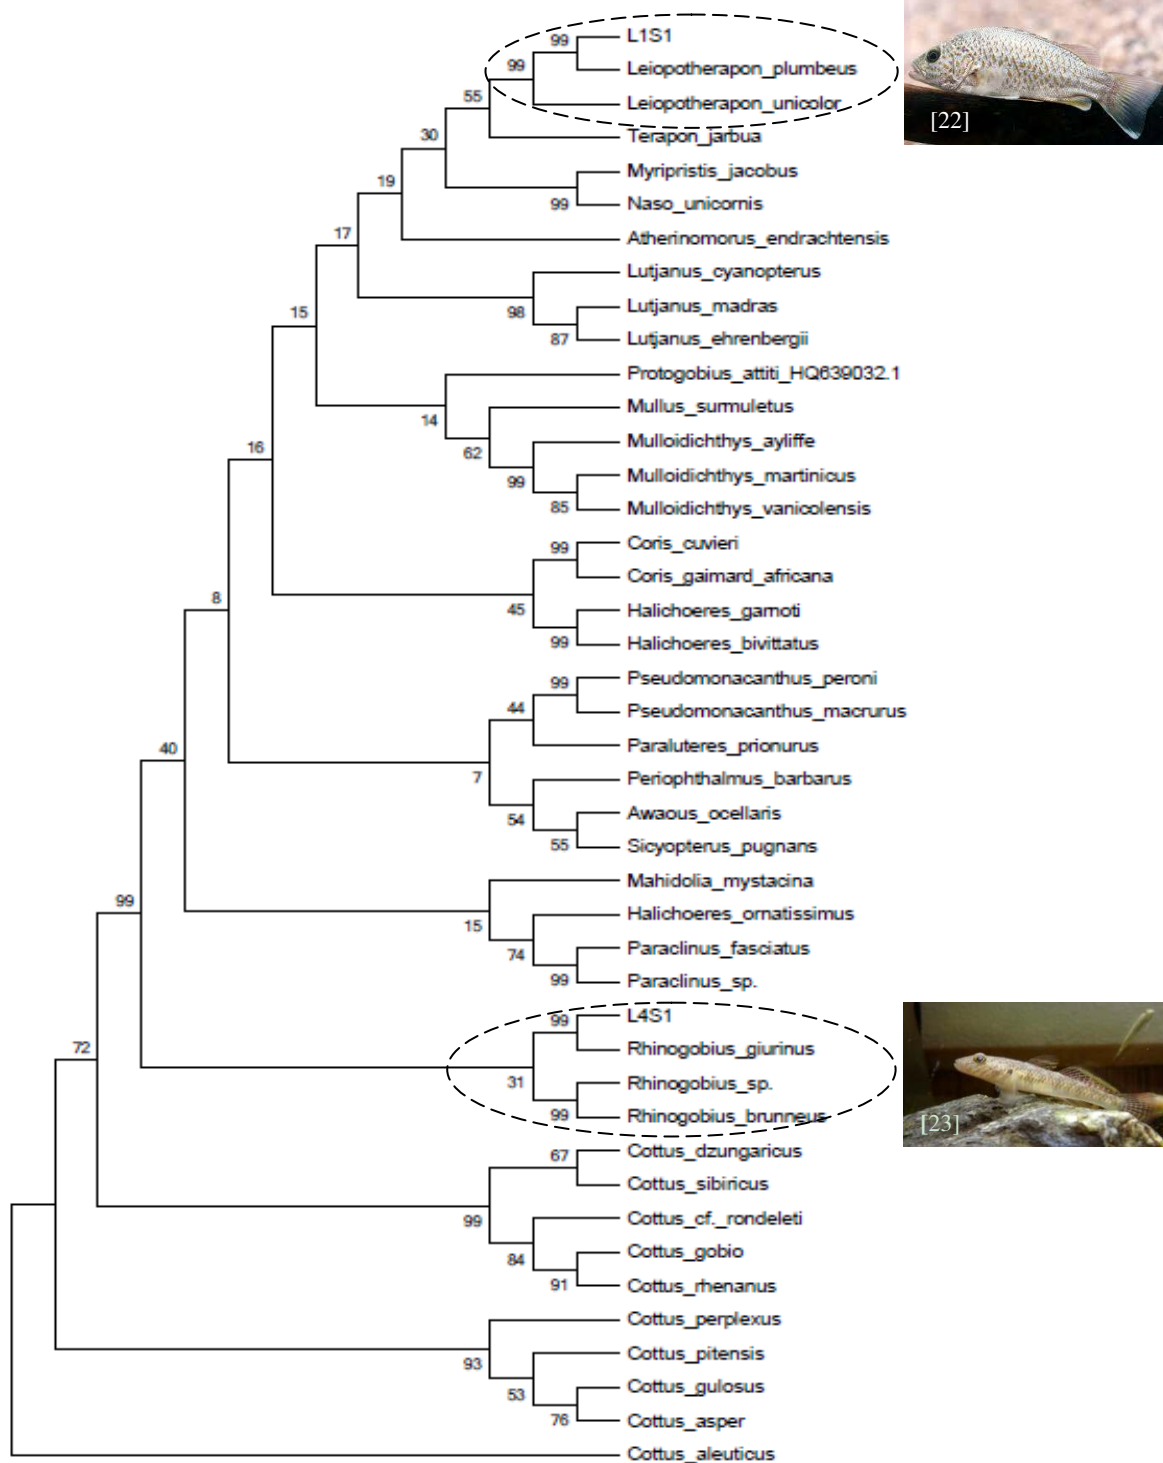 99
L1S1
99
Leiopotherapon_plumbeus
Leiopotherapon_unicolor
[22]
55
Terapon_jarbua
30
Myripristis_jacobus
19
99
Naso_unicornis
17
Atherinomorus_endrachtensis
Lutjanus_cyanopterus
15
98
Lutjanus_madras
87
Lutjanus_ehrenbergii
Protogobius_attiti_HQ639032.1
14
Mullus_surmuletus
16
62
Mulloidichthys_ayliffe
99
Mulloidichthys_martinicus
85
Mulloidichthys_vanicolensis
99
Coris_cuvieri
Coris_gaimard_africana
8
45
Halichoeres_garnoti
99
Halichoeres_bivittatus
99
Pseudomonacanthus_peroni
44
Pseudomonacanthus_macrurus
40
Paraluteres_prionurus
7
Periophthalmus_barbarus
54
Awaous_ocellaris
55
Sicyopterus_pugnans
Mahidolia_mystacina
99
15
Halichoeres_ornatissimus
74
Paraclinus_fasciatus
99
Paraclinus_sp.
99
L4S1
72
Rhinogobius_giurinus
31
Rhinogobius_sp.
99
Rhinogobius_brunneus
[23]
67
Cottus_dzungaricus
Cottus_sibiricus
99
Cottus_cf._rondeleti
84
Cottus_gobio
91
Cottus_rhenanus
Cottus_perplexus
93
Cottus_pitensis
53
Cottus_gulosus
76
Cottus_asper
Cottus_aleuticus